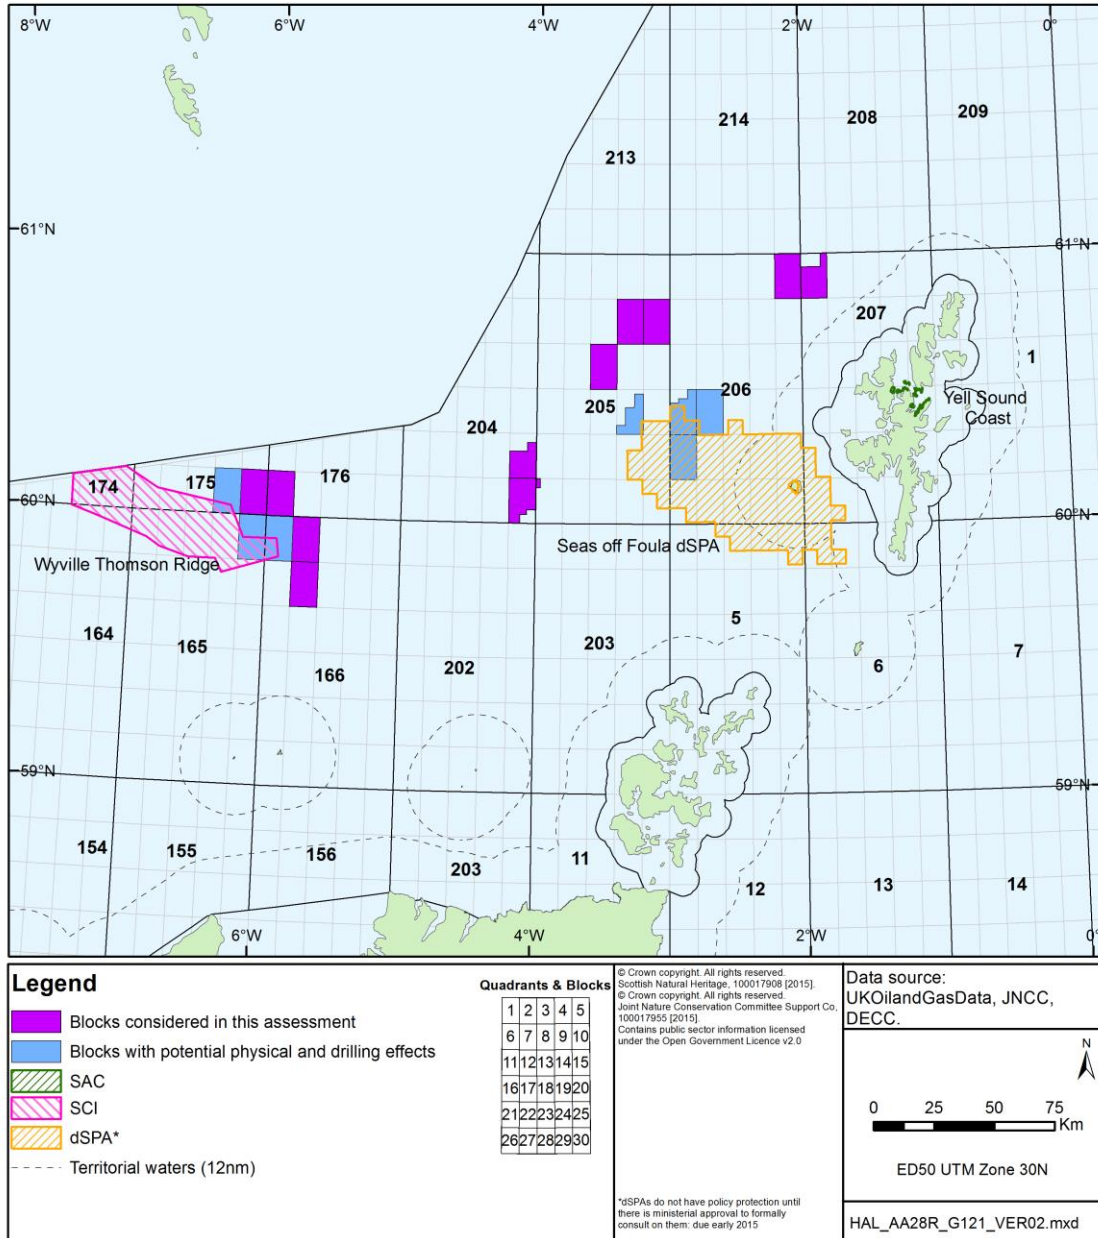 8°W 6°W 4°W 2°W 0°
214 208 209
213
61°N 61°N
207
1
206
205
204
Yell Sound
Coast
176
175
174
60°N 60°N
Seas off Foula dSPA
Wyville Thomson Ridge
5
203
164
165
166
202
6
7
59°N 59°N
154
155
156
203
11
12
13
14
6°W 4°W 2°W 0°
Legend
Blocks considered in this assessment
Blocks with potential physical and drilling effects
SAC
SCI
dSPA*
Territorial waters (12nm)
Quadrants & Blocks
1 2 3 4 5
6 7 8 9 10
11 12 13 14 15
16 17 18 19 20
21 22 23 24 25
26 27 28 29 30
© Crown copyright. All rights reserved.
Scottish Natural Heritage, 100017908 [2015].
© Crown copyright. All rights reserved.
Joint Nature Conservation Committee Support Co,
100017955 [2015].
Contains public sector information licensed
under the Open Government Licence v2.0
*dSPAs do not have policy protection until
there is ministerial approval to formally
consult on them: due early 2015
Data source:
UKOilandGasData, JNCC,
DECC.
N
0 25 50 75
Km
ED50 UTM Zone 30N
HAL_AA28R_G121_VER02.mxd